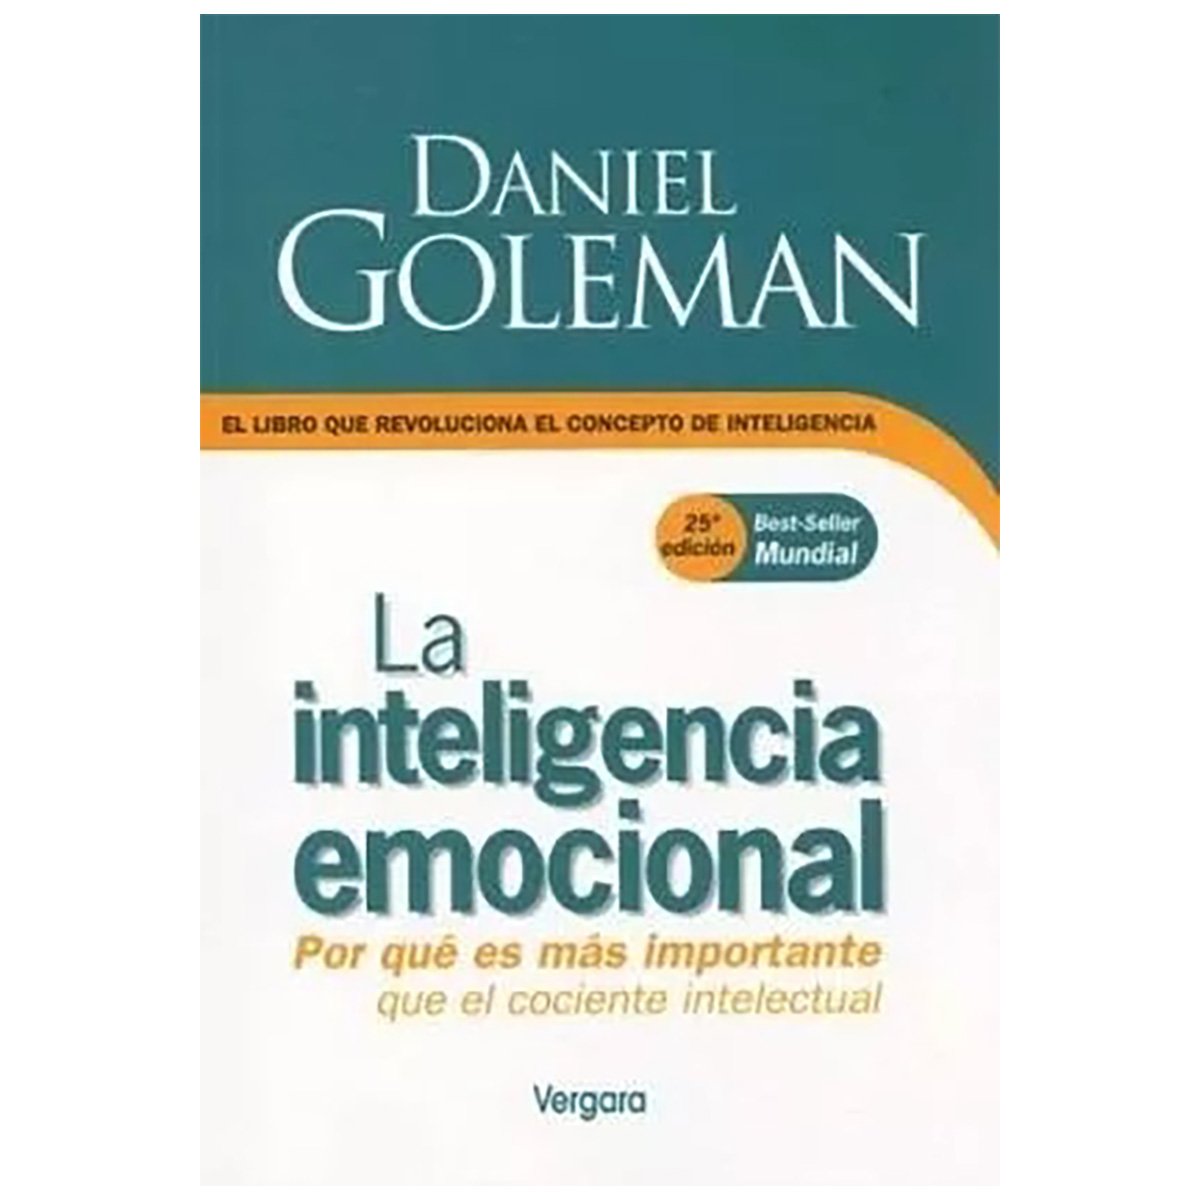 DANIEL
GOLEMAN
EL LIBRO QUE REVOLUCIONA EL CONCEPTO DE INTELIGENCIA
25ª edición
Best-Seller Mundial
La
inteligencia
emocional
Por qué es más importante
que el cociente intelectual
Vergara